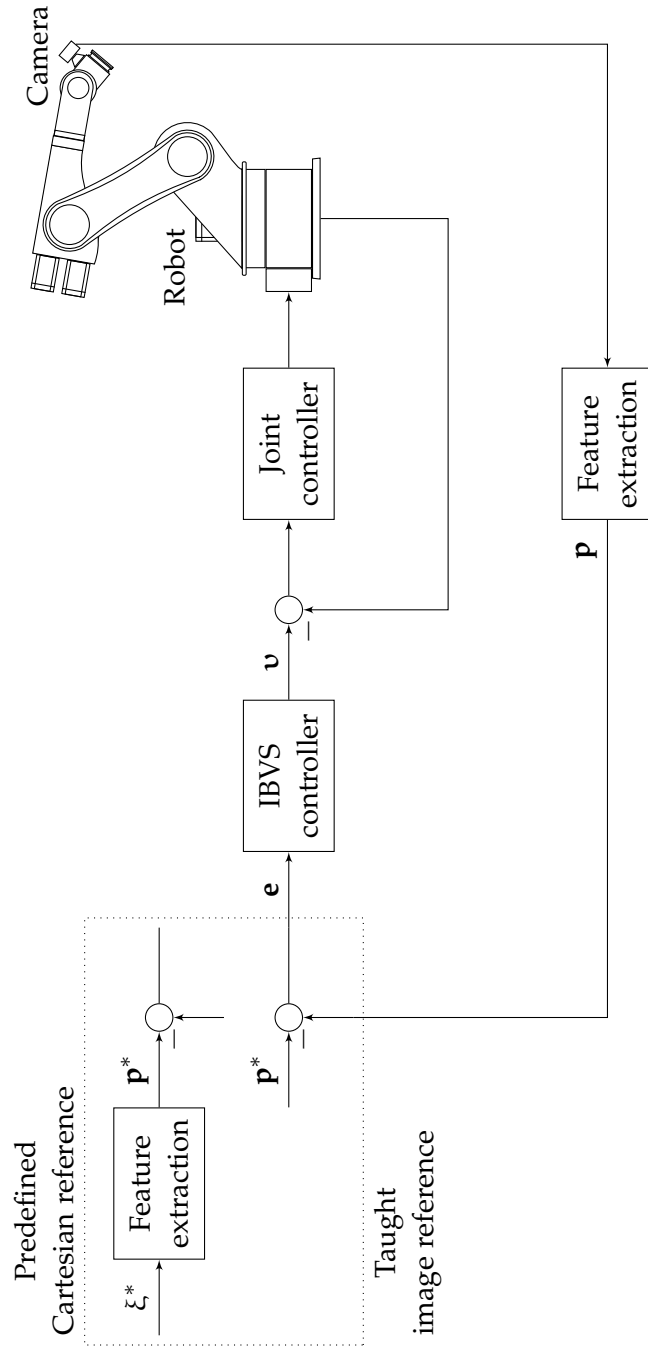 Predefined
Cartesian reference
ξ*
Feature
extraction
p*
p*
Taught
image reference
e
IBVS
controller
υ
Joint
controller
Robot
Camera
Feature
extraction
p